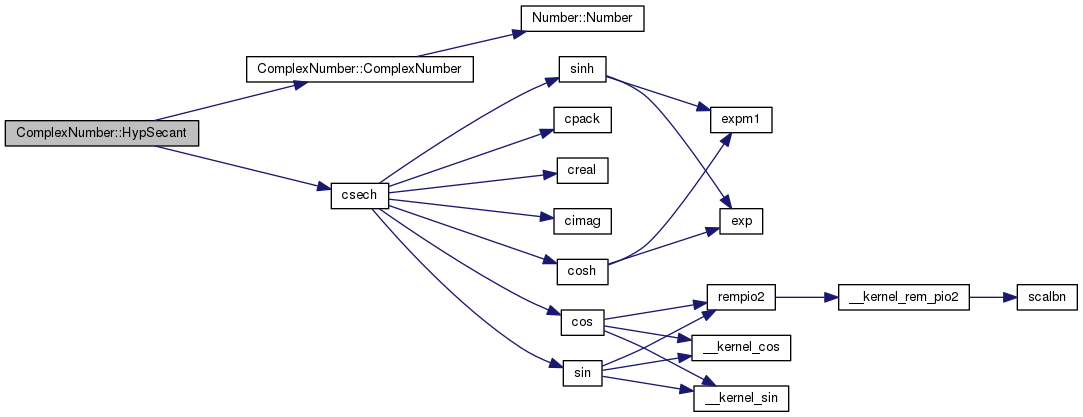 Number::Number
ComplexNumber::ComplexNumber
sinh
cpack
expm1
ComplexNumber::HypSecant
creal
csech
cimag
exp
cosh
rempio2
__kernel_rem_pio2
scalbn
cos
__kernel_cos
sin
__kernel_sin